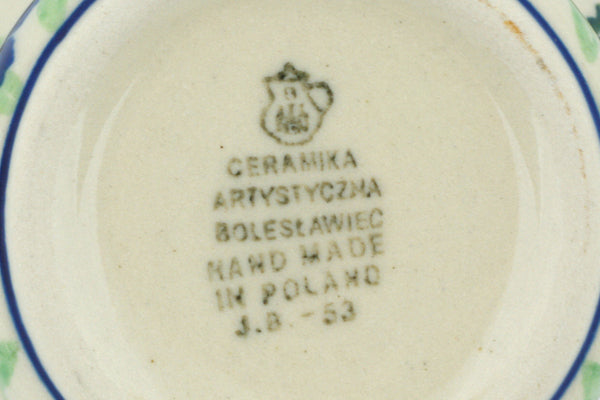 CERAMIKA
ARTYSTYCZNA
BOLESŁAWIEC
HAND MADE
IN POLAND
J.B. - 53